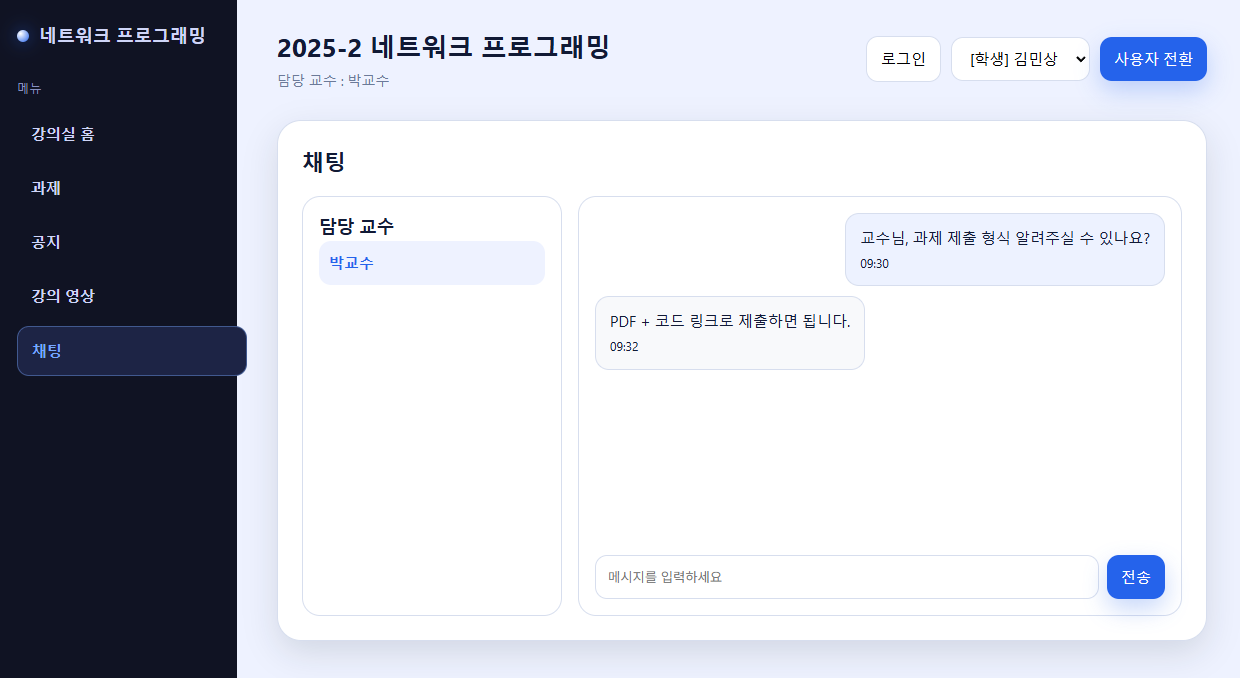 네트워크 프로그래밍
메뉴
강의실 홈
과제
공지
강의 영상
채팅
2025-2 네트워크 프로그래밍
담당 교수 : 박교수
로그인
[학생] 김민상
사용자 전환
채팅
담당 교수
박교수
교수님, 과제 제출 형식 알려주실 수 있나요?
09:30
PDF + 코드 링크로 제출하면 됩니다.
09:32
메시지를 입력하세요
전송